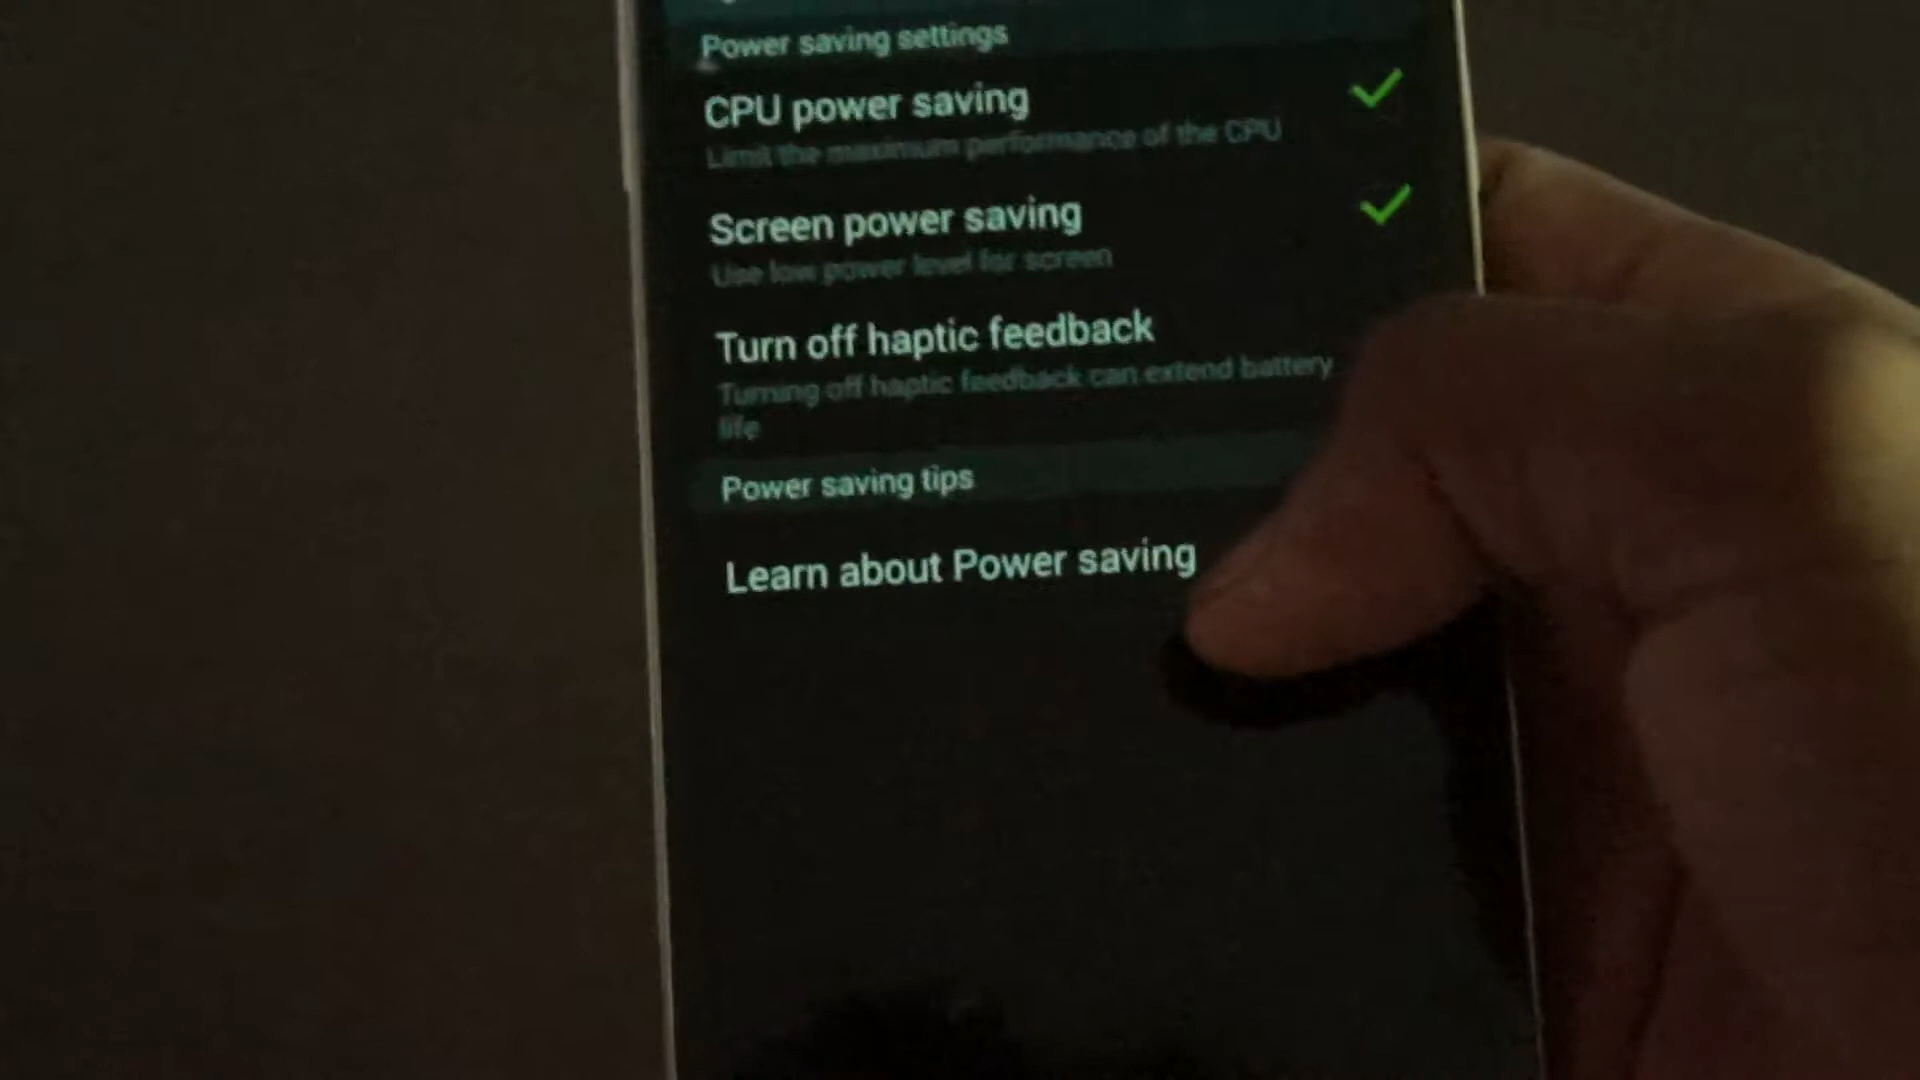 Power saving settings
CPU power saving
Limit the maximum performance of the CPU
Screen power saving
Use low power level for screen
Turn off haptic feedback
Turning off haptic feedback can extend battery
life
Power saving tips
Learn about Power saving